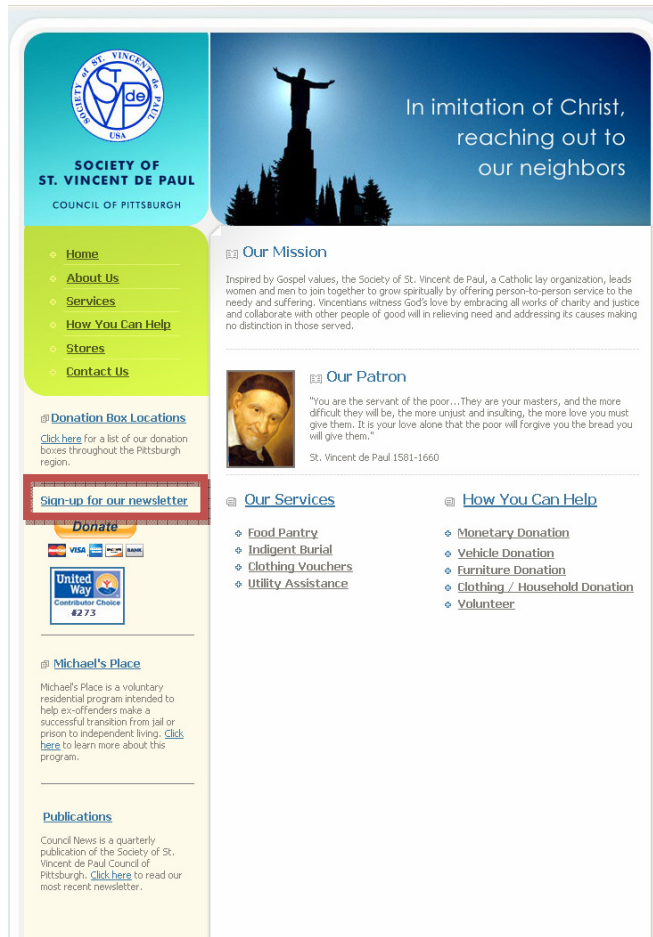 SOCIETY of ST. VINCENT de PAUL
ST
V de
P
USA
SOCIETY OF
ST. VINCENT DE PAUL
COUNCIL OF PITTSBURGH
In imitation of Christ,
reaching out to
our neighbors
Home
About Us
Services
How You Can Help
Stores
Contact Us
Donation Box Locations
Click here for a list of our donation
boxes throughout the Pittsburgh
region.
Sign-up for our newsletter
Donate
VISA
BANK
United
Way
Contributor Choice
#273
Michael's Place
Michael's Place is a voluntary
residential program intended to
help ex-offenders make a
successful transition from jail or
prison to independent living. Click
here to learn more about this
program.
Publications
Council News is a quarterly
publication of the Society of St.
Vincent de Paul Council of
Pittsburgh. Click here to read our
most recent newsletter.
Our Mission
Inspired by Gospel values, the Society of St. Vincent de Paul, a Catholic lay organization, leads
women and men to join together to grow spiritually by offering person-to-person service to the
needy and suffering. Vincentians witness God's love by embracing all works of charity and justice
and collaborate with other people of good will in relieving need and addressing its causes making
no distinction in those served.
Our Patron
"You are the servant of the poor...They are your masters, and the more
difficult they will be, the more unjust and insulting, the more love you must
give them. It is your love alone that the poor will forgive you the bread you
will give them."
St. Vincent de Paul 1581-1660
Our Services
Food Pantry
Indigent Burial
Clothing Vouchers
Utility Assistance
How You Can Help
Monetary Donation
Vehicle Donation
Furniture Donation
Clothing / Household Donation
Volunteer